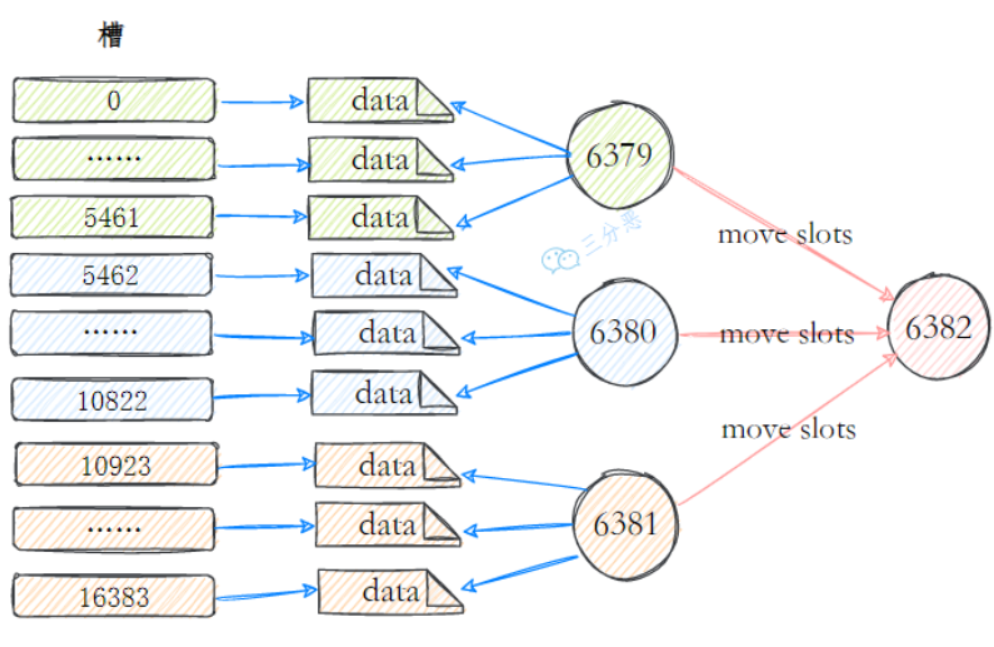 槽
0
data
6379
……
data
5461
data
三分恶
move slots
5462
data
……
data
6380
move slots
6382
10822
data
move slots
10923
data
……
data
6381
16383
data